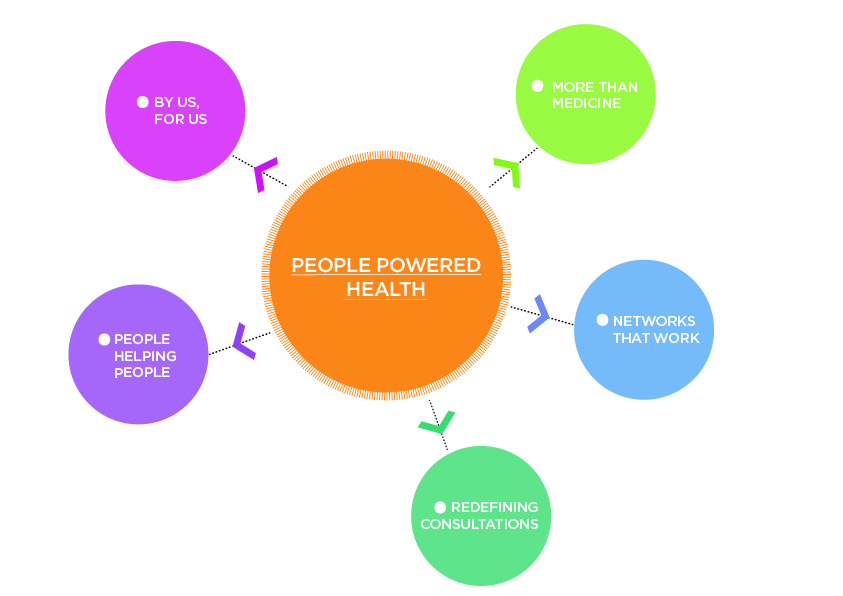 BY US,
FOR US
MORE THAN
MEDICINE
PEOPLE POWERED
HEALTH
PEOPLE
HELPING
PEOPLE
NETWORKS
THAT WORK
REDEFINING
CONSULTATIONS